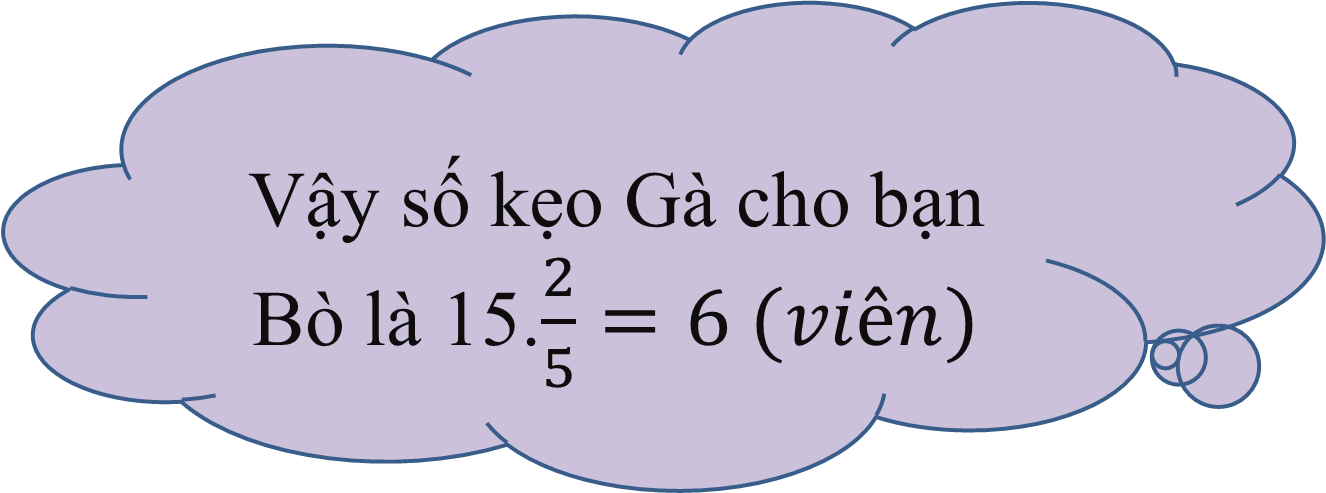 Vậy số kẹo Gà cho bạn
Bò là 15.2/5 = 6 (viên)